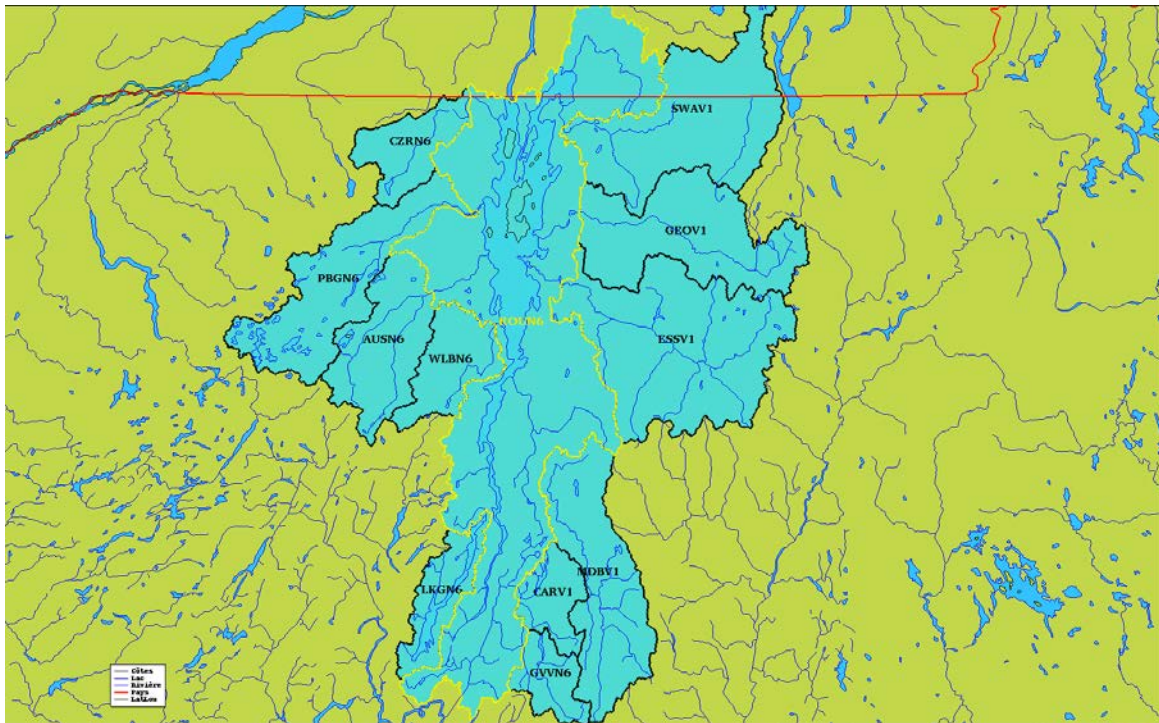 SWAV1
CZRN6
GEOV1
PBGN6
ROUN6
AUSN6
WLBN6
ESSV1
MDBV1
LKGN6
CARV1
GVVN6
Côtes
Lac
Rivière
Pays